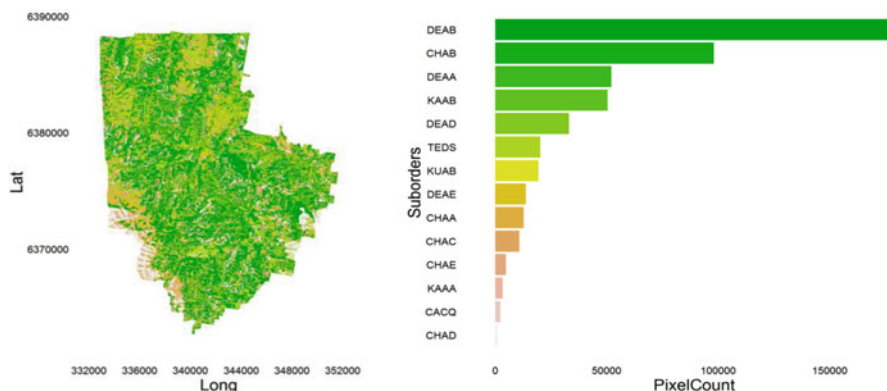 6390000
6380000
6370000
Lat
332000 336000 340000 344000 348000 352000
Long
Suborders
DEAB
CHAB
DEAA
KAAB
DEAD
TEDS
KUAB
DEAE
CHAA
CHAC
CHAE
KAAA
CACQ
CHAD
0 50000 100000 150000
PixelCount